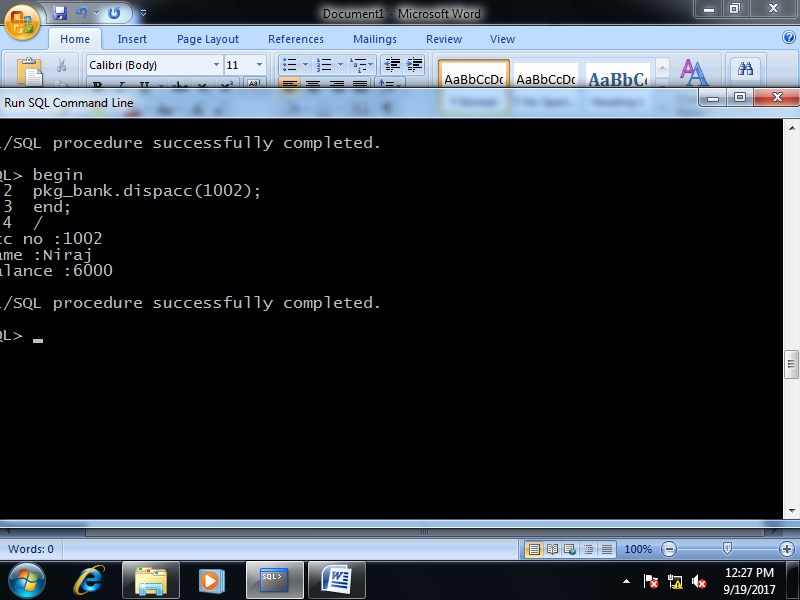 Document1 - Microsoft Word
Home Insert Page Layout References Mailings Review View
Calibri (Body) 11 AaBbCcDc AaBbCcDc AaBbC
Run SQL Command Line
L/SQL procedure successfully completed.
QL> begin
2 pkg_bank.dispacc(1002);
3 end;
4 /
cc no :1002
ame :Niraj
alance :6000
L/SQL procedure successfully completed.
QL>
Words: 0 100%
SQL>
12:27 PM
9/19/2017